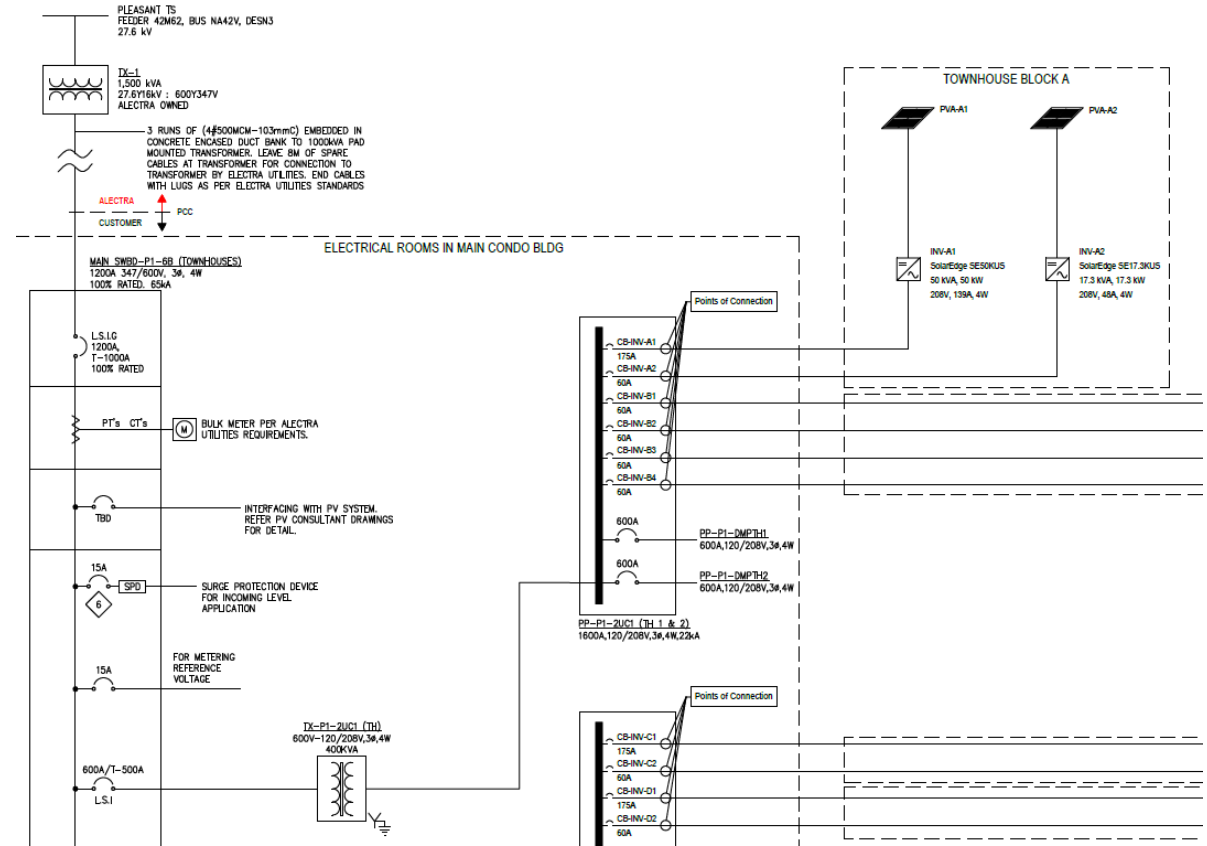 PLEASANT TS
FEEDER 42M62, BUS NA42V, DESN3
27.6 kV
TX-1
1,500 kVA
27.6Y16kV : 600Y347V
ALECTRA OWNED
3 RUNS OF (4#500MCM-103mmC) EMBEDDED IN
CONCRETE ENCASED DUCT BANK TO 1000kVA PAD
MOUNTED TRANSFORMER. LEAVE 8M OF SPARE
CABLES AT TRANSFORMER FOR CONNECTION TO
TRANSFORMER BY ELECTRA UTILITIES. END CABLES
WITH LUGS AS PER ELECTRA UTILITIES STANDARDS
ALECTRA
PCC
CUSTOMER
ELECTRICAL ROOMS IN MAIN CONDO BLDG
MAIN SWBD-P1-6B (TOWNHOUSES)
1200A 347/600V, 3ø, 4W
100% RATED. 65kA
L.S.I.G
1200A,
T-1000A
100% RATED
PT's CT's
M
BULK METER PER ALECTRA
UTILITIES REQUIREMENTS.
TBD
INTERFACING WITH PV SYSTEM.
REFER PV CONSULTANT DRAWINGS
FOR DETAIL.
15A
SPD
6
SURGE PROTECTION DEVICE
FOR INCOMING LEVEL
APPLICATION
15A
FOR METERING
REFERENCE
VOLTAGE
600A/T-500A
L.S.I
TX-P1-2UC1 (TH)
600V-120/208V,3ø,4W
400KVA
Points of Connection
CB-INV-A1
175A
CB-INV-A2
60A
CB-INV-B1
60A
CB-INV-B2
60A
CB-INV-B3
60A
CB-INV-B4
60A
600A
PP-P1-DMPTH1
600A,120/208V,3ø,4W
600A
PP-P1-DMPTH2
600A,120/208V,3ø,4W
PP-P1-2UC1 (TH 1 & 2)
1600A,120/208V,3ø,4W,22kA
Points of Connection
CB-INV-C1
175A
CB-INV-C2
60A
CB-INV-D1
175A
CB-INV-D2
60A
TOWNHOUSE BLOCK A
PVA-A1
PVA-A2
INV-A1
SolarEdge SE50KUS
50 kVA, 50 kW
208V, 139A, 4W
INV-A2
SolarEdge SE17.3KUS
17.3 kVA, 17.3 kW
208V, 48A, 4W